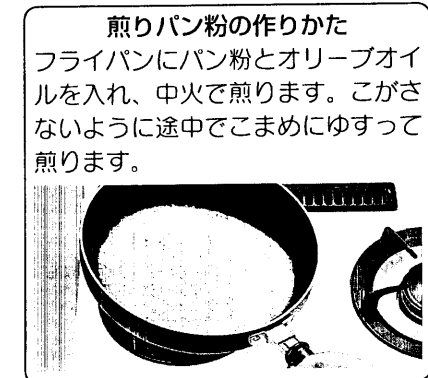 煎りパン粉の作りかた
フライパンにパン粉とオリーブオイ
ルを入れ、中火で煎ります。こがさ
ないように途中でこまめにゆすって
煎ります。